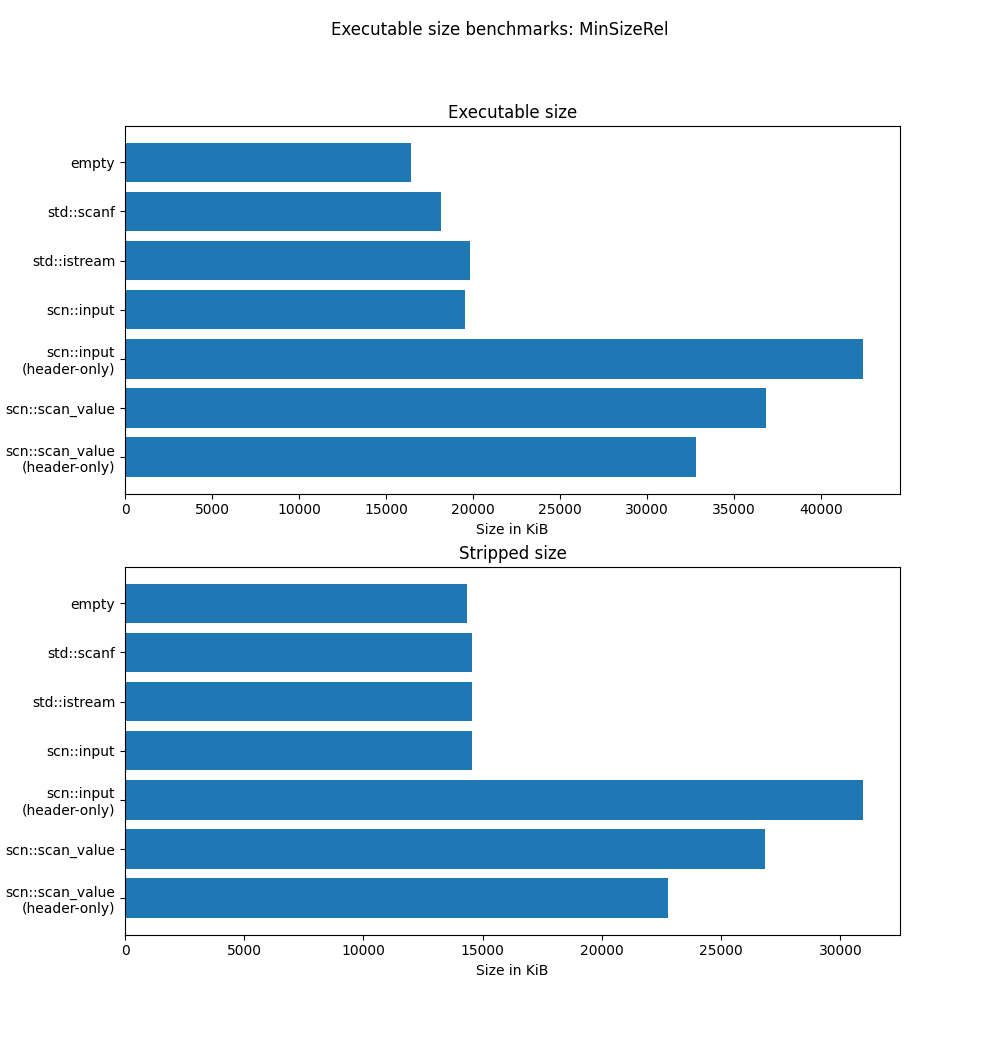 Executable size benchmarks: MinSizeRel
Executable size
empty
std::scanf
std::istream
scn::input
scn::input
(header-only)
scn::scan_value
scn::scan_value
(header-only)
0 5000 10000 15000 20000 25000 30000 35000 40000
Size in KiB
Stripped size
empty
std::scanf
std::istream
scn::input
scn::input
(header-only)
scn::scan_value
scn::scan_value
(header-only)
0 5000 10000 15000 20000 25000 30000
Size in KiB